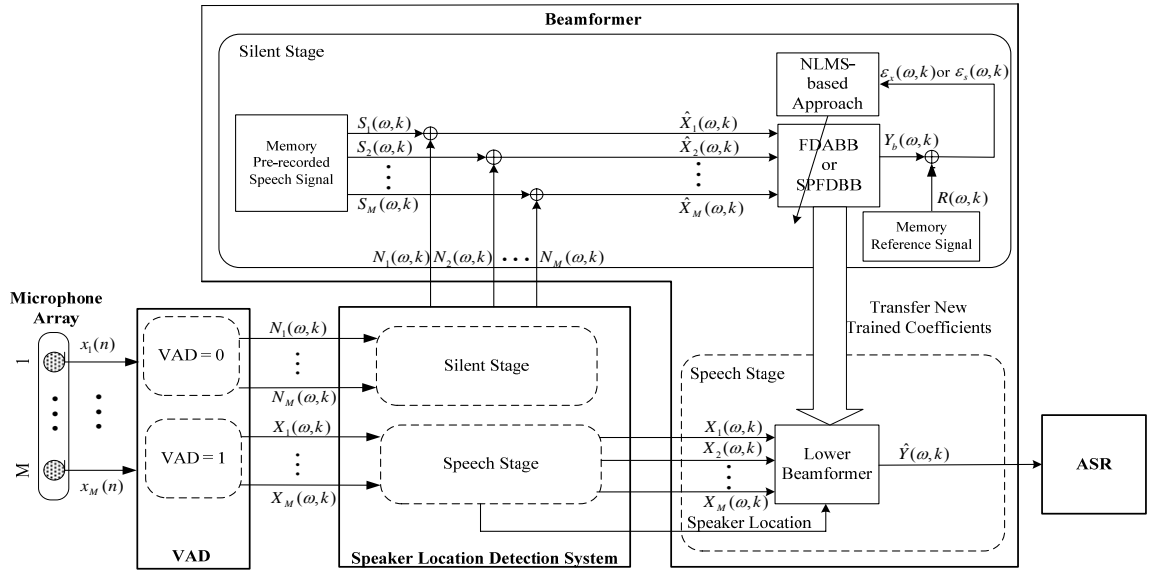 Beamformer
Silent Stage
NLMS-
based
Approach
ε_x(ω,k) or ε_s(ω,k)
Memory
Pre-recorded
Speech Signal
S_1(ω,k)
S_2(ω,k)
⋮
S_M(ω,k)
X̂_1(ω,k)
X̂_2(ω,k)
⋮
X̂_M(ω,k)
FDABB
or
SPFDBB
Y_b(ω,k)
R(ω,k)
Memory
Reference Signal
N_1(ω,k) N_2(ω,k) ... N_M(ω,k)
Transfer New
Trained Coefficients
Microphone
Array
1
M
x_1(n)
x_M(n)
VAD = 0
VAD = 1
VAD
N_1(ω,k)
⋮
N_M(ω,k)
X_1(ω,k)
⋮
X_M(ω,k)
Silent Stage
Speech Stage
Speaker Location Detection System
Speech Stage
X_1(ω,k)
X_2(ω,k)
⋮
X_M(ω,k)
Speaker Location
Lower
Beamformer
Ŷ(ω,k)
ASR